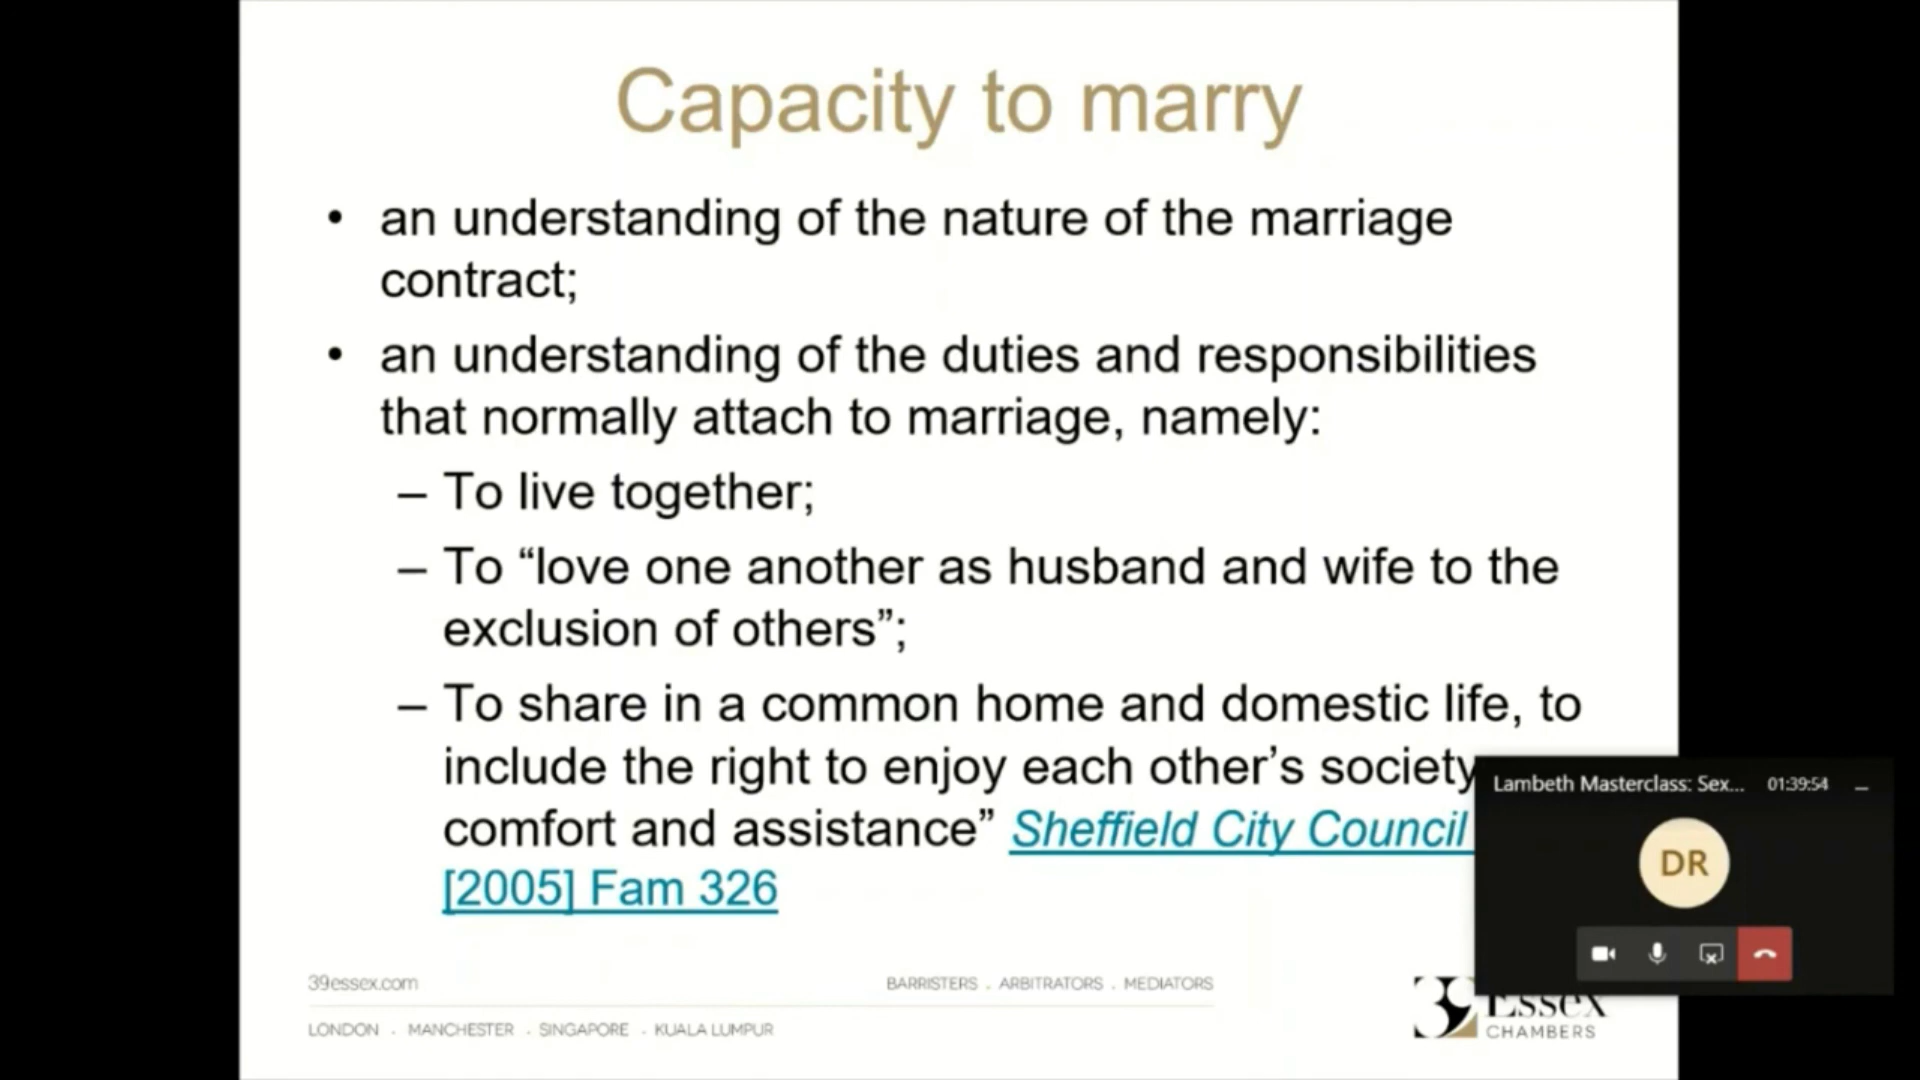 Capacity to marry
• an understanding of the nature of the marriage
contract;
• an understanding of the duties and responsibilities
that normally attach to marriage, namely:
– To live together;
– To “love one another as husband and wife to the
exclusion of others”;
– To share in a common home and domestic life, to
include the right to enjoy each other’s society
comfort and assistance” Sheffield City Council
[2005] Fam 326
Lambeth Masterclass: Sex... 01:39:54
DR
39essex.com
BARRISTERS . ARBITRATORS . MEDIATORS
LONDON . MANCHESTER . SINGAPORE . KUALA LUMPUR
39 Essex
CHAMBERS